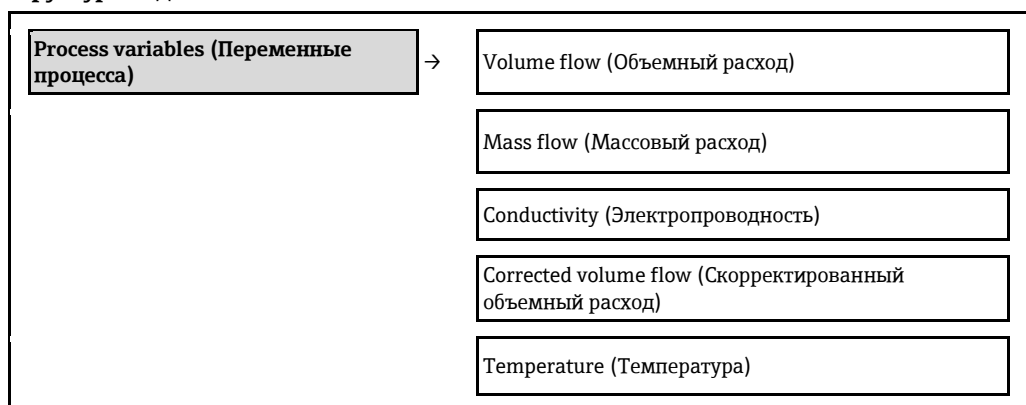 Process variables (Переменные
процесса)
→
Volume flow (Объемный расход)
Mass flow (Массовый расход)
Conductivity (Электропроводность)
Corrected volume flow (Скорректированный
объемный расход)
Temperature (Температура)